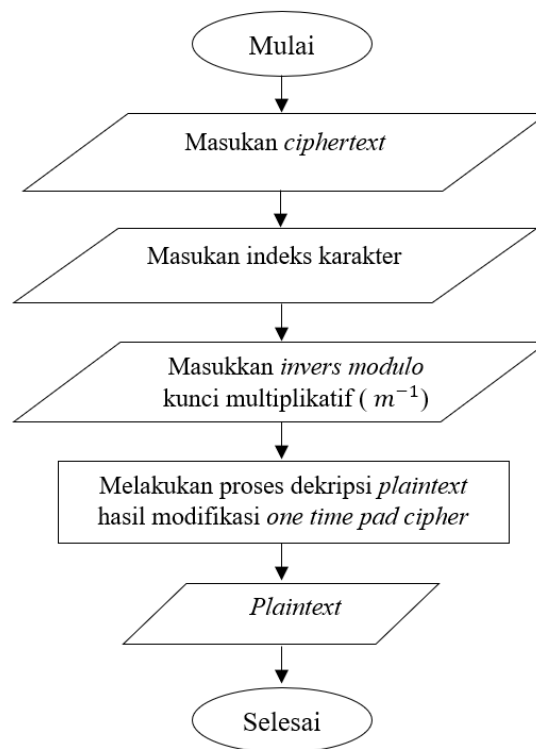 Mulai
Masukan ciphertext
Masukan indeks karakter
Masukkan invers modulo
kunci multiplikatif ( m⁻¹)
Melakukan proses dekripsi plaintext
hasil modifikasi one time pad cipher
Plaintext
Selesai